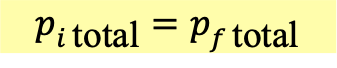 p_i total = p_f total